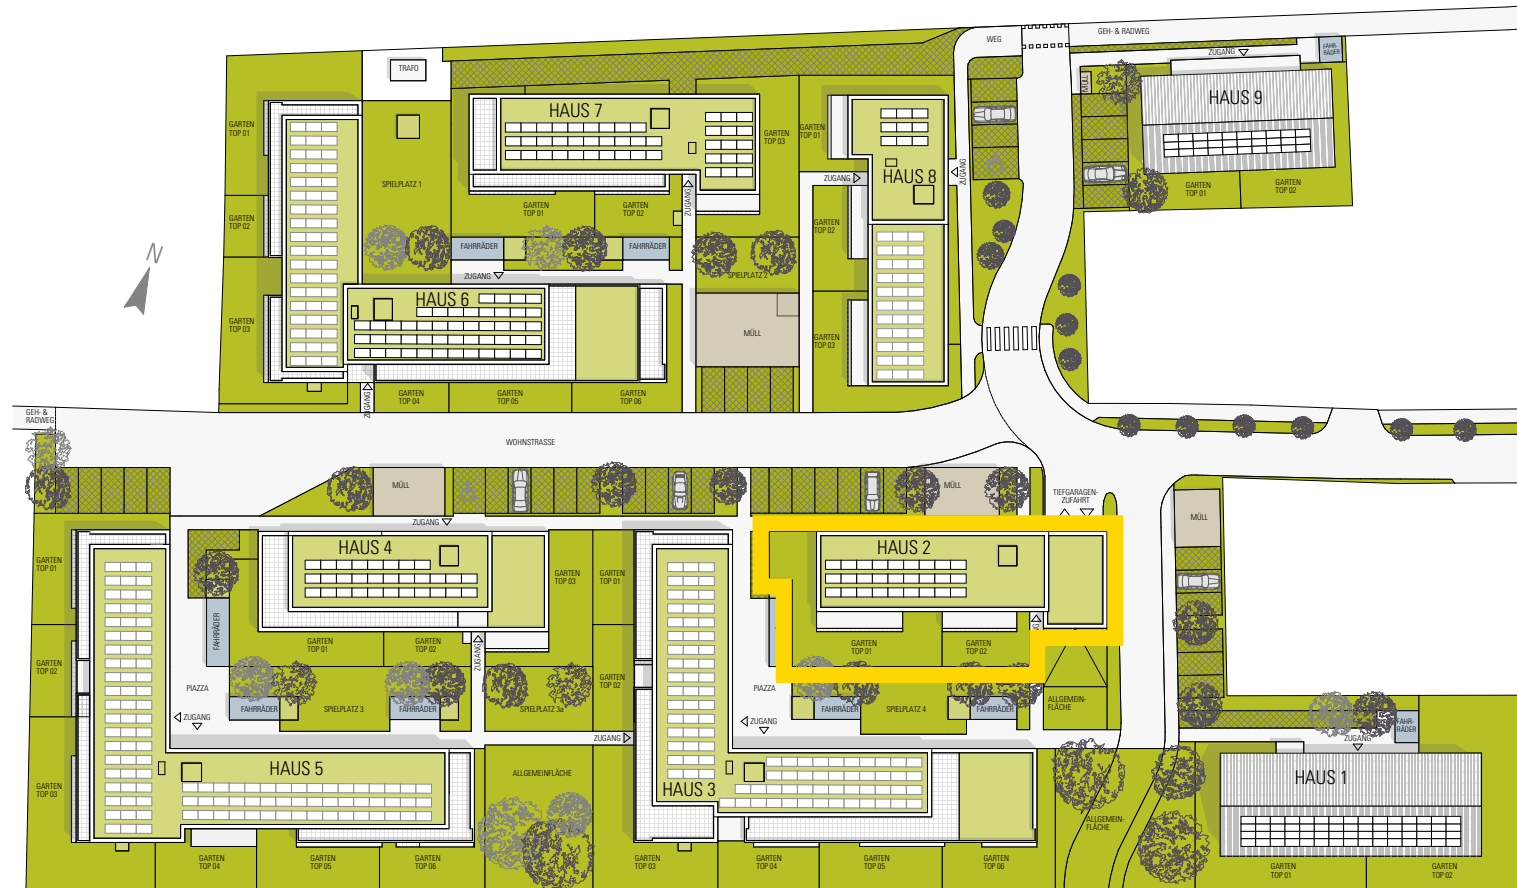 WEG
GEH- & RADWEG
ZUGANG
FAHR-
RÄDER
TRAFO
MÜLL
HAUS 9
GARTEN
TOP 01
GARTEN
TOP 02
HAUS 7
GARTEN
TOP 01
GARTEN
TOP 03
GARTEN
TOP 01
HAUS 8
ZUGANG
ZUGANG
SPIELPLATZ 1
ZUGANG
GARTEN
TOP 01
GARTEN
TOP 02
GARTEN
TOP 02
GARTEN
TOP 02
FAHRRÄDER
FAHRRÄDER
N
ZUGANG
SPIELPLATZ 2
HAUS 6
GARTEN
TOP 03
MÜLL
GARTEN
TOP 03
GARTEN
TOP 04
GARTEN
TOP 05
GARTEN
TOP 06
ZUGANG
GEH- &
RADWEG
WOHNSTRASSE
MÜLL
MÜLL
TIEFGARAGEN-
ZUFAHRT
MÜLL
ZUGANG
HAUS 4
HAUS 2
GARTEN
TOP 01
GARTEN
TOP 03
GARTEN
TOP 01
FAHRRÄDER
GARTEN
TOP 01
GARTEN
TOP 02
ZUGANG
GARTEN
TOP 01
GARTEN
TOP 02
GARTEN
TOP 02
GARTEN
TOP 02
PIAZZA
PIAZZA
ALLGEMEIN-
FLÄCHE
FAHRRÄDER
SPIELPLATZ 3
FAHRRÄDER
SPIELPLATZ 3a
FAHRRÄDER
SPIELPLATZ 4
FAHRRÄDER
ZUGANG
ZUGANG
ZUGANG
FAHR-
RÄDER
ZUGANG
HAUS 5
ALLGEMEINFLÄCHE
HAUS 3
HAUS 1
GARTEN
TOP 03
ALLGEMEIN-
FLÄCHE
GARTEN
TOP 04
GARTEN
TOP 05
GARTEN
TOP 06
GARTEN
TOP 03
GARTEN
TOP 04
GARTEN
TOP 05
GARTEN
TOP 06
GARTEN
TOP 01
GARTEN
TOP 02